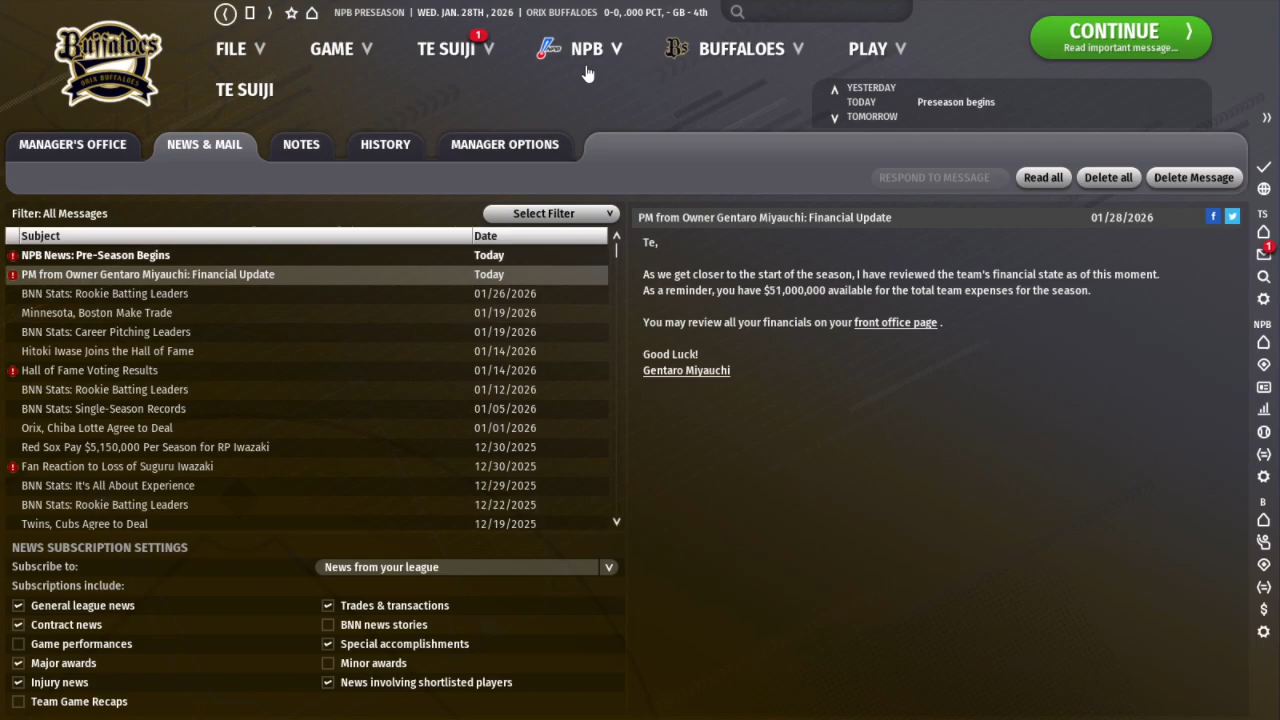 NPB PRESEASON | WED. JAN. 28TH , 2026 | ORIX BUFFALOES 0-0, .000 PCT, - GB - 4th
Buffaloes
ORIX BUFFALOES
FILE
GAME
TE SUIJI
1
NPB
Bs
BUFFALOES
PLAY
CONTINUE
Read important message...
TE SUIJI
YESTERDAY
TODAY
TOMORROW
Preseason begins
MANAGER'S OFFICE
NEWS & MAIL
NOTES
HISTORY
MANAGER OPTIONS
RESPOND TO MESSAGE
Read all
Delete all
Delete Message
Filter: All Messages
Select Filter
Subject Date
NPB News: Pre-Season Begins Today
PM from Owner Gentaro Miyauchi: Financial Update Today
BNN Stats: Rookie Batting Leaders 01/26/2026
Minnesota, Boston Make Trade 01/19/2026
BNN Stats: Career Pitching Leaders 01/19/2026
Hitoki Iwase Joins the Hall of Fame 01/14/2026
Hall of Fame Voting Results 01/14/2026
BNN Stats: Rookie Batting Leaders 01/12/2026
BNN Stats: Single-Season Records 01/05/2026
Orix, Chiba Lotte Agree to Deal 01/01/2026
Red Sox Pay $5,150,000 Per Season for RP Iwazaki 12/30/2025
Fan Reaction to Loss of Suguru Iwazaki 12/30/2025
BNN Stats: It's All About Experience 12/29/2025
BNN Stats: Rookie Batting Leaders 12/22/2025
Twins, Cubs Agree to Deal 12/19/2025
NEWS SUBSCRIPTION SETTINGS
Subscribe to: News from your league
Subscriptions include:
General league news
Trades & transactions
Contract news
BNN news stories
Game performances
Special accomplishments
Major awards
Minor awards
Injury news
News involving shortlisted players
Team Game Recaps
PM from Owner Gentaro Miyauchi: Financial Update 01/28/2026
Te,
As we get closer to the start of the season, I have reviewed the team's financial state as of this moment.
As a reminder, you have $51,000,000 available for the total team expenses for the season.
You may review all your financials on your front office page .
Good Luck!
Gentaro Miyauchi
TS
1
NPB
B
$